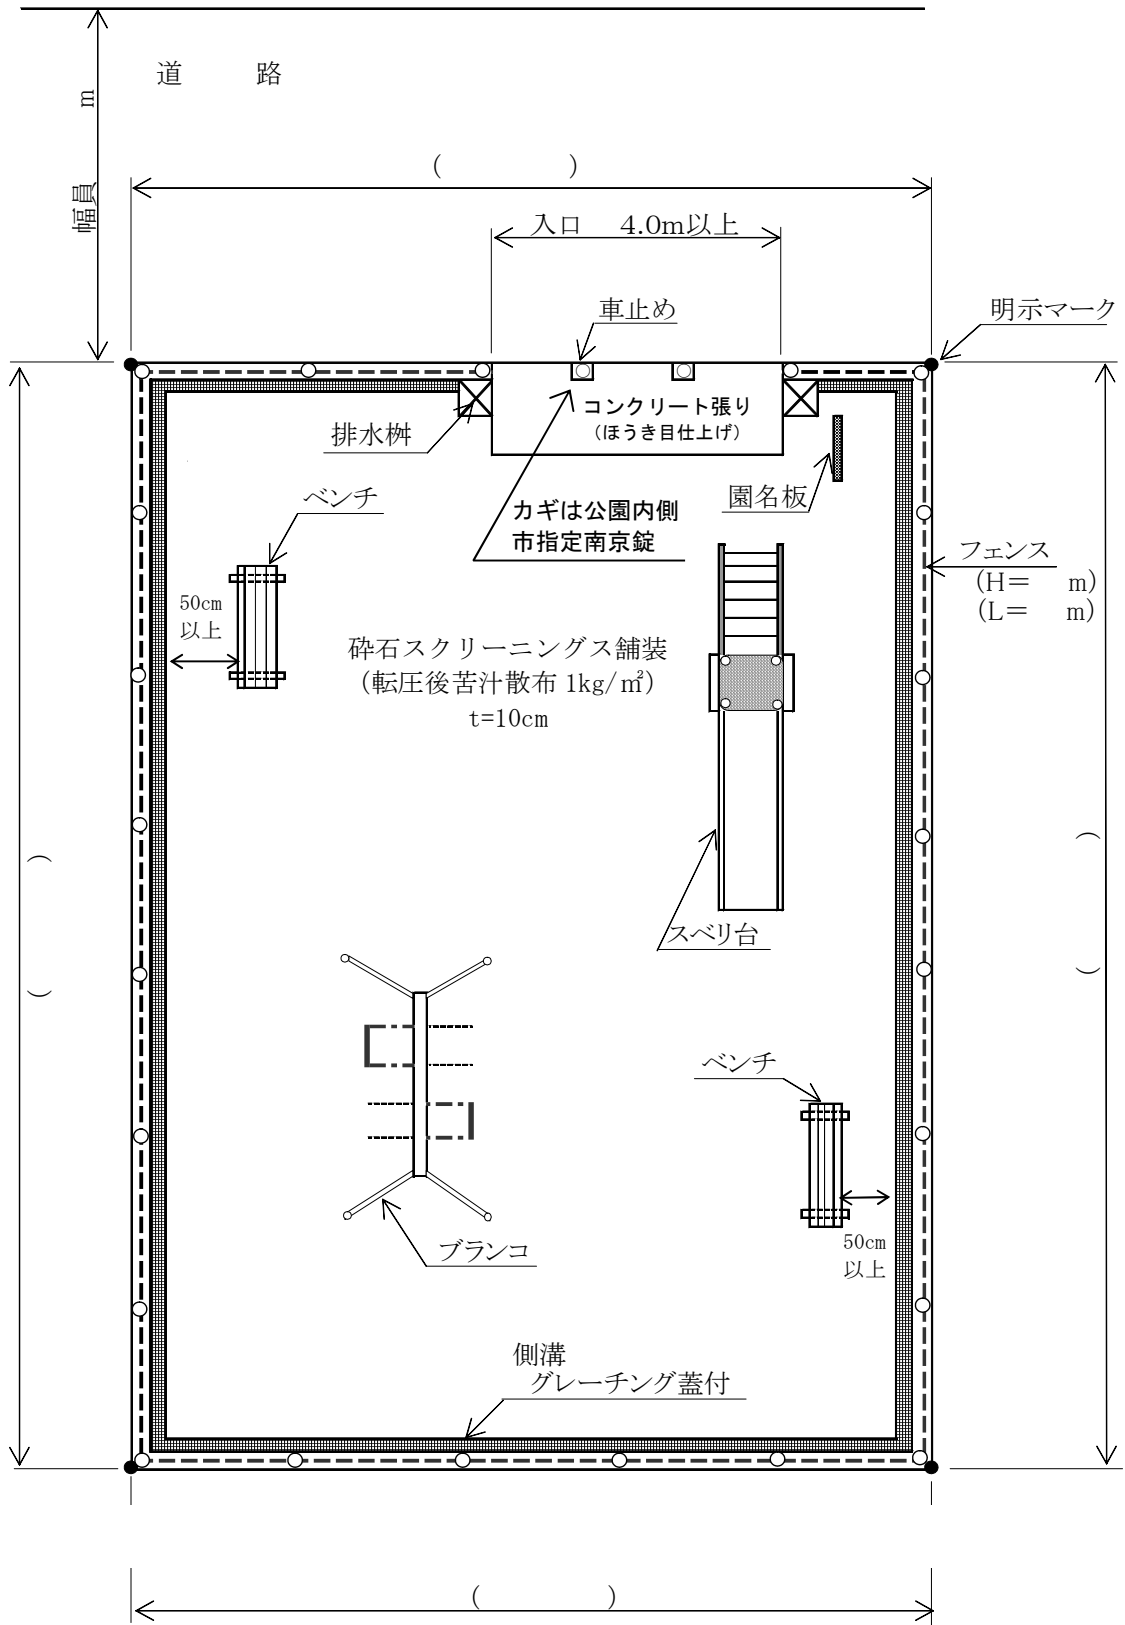 道　　路
幅員　　m
(　　　　)
入口　4.0m以上
車止め
明示マーク
コンクリート張り
（ほうき目仕上げ）
排水桝
園名板
ベンチ
カギは公園内側
市指定南京錠
フェンス
(H＝　m)
(L＝　m)
50cm
以上
砕石スクリーニングス舗装
（転圧後苦汁散布 1kg/㎡）
t=10cm
(　　　　)
(　　　　)
スベリ台
ベンチ
ブランコ
50cm
以上
側溝
グレーチング蓋付
(　　　　)